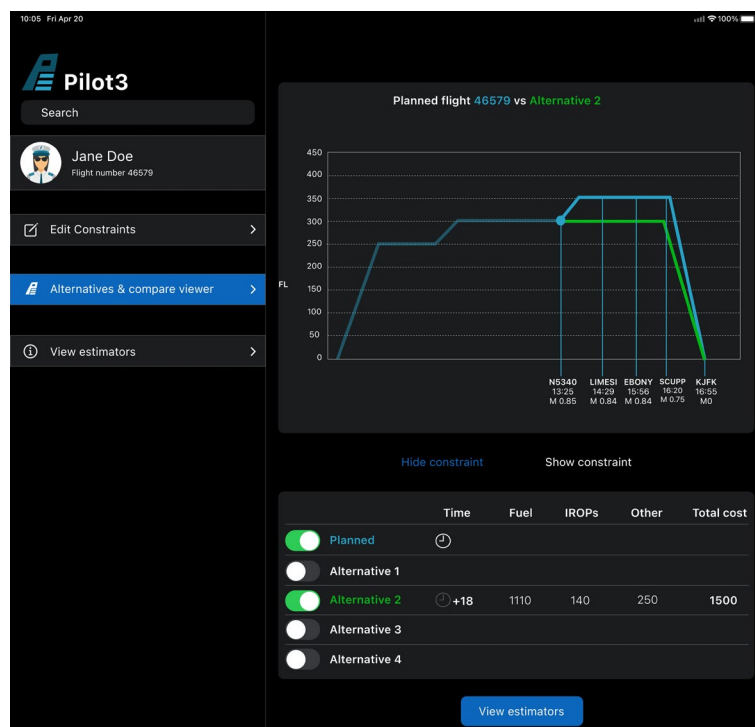 10:05 Fri Apr 20
100%
Pilot3
Search
Jane Doe
Flight number 46579
Edit Constraints
Alternatives & compare viewer
View estimators
Planned flight 46579 vs Alternative 2
450
400
350
300
250
200
FL
150
100
50
0
N5340 LIMESI EBONY SCUPP KJFK
13:25 14:29 15:56 16:20 16:55
M 0.85 M 0.84 M 0.84 M 0.75 M0
Hide constraint Show constraint
Time Fuel IROPs Other Total cost
Planned
Alternative 1
Alternative 2 +18 1110 140 250 1500
Alternative 3
Alternative 4
View estimators